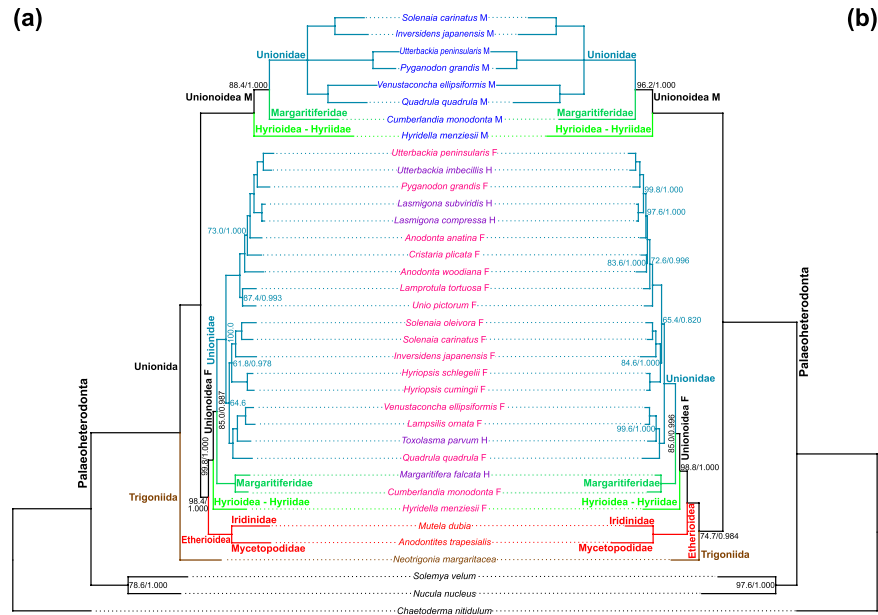 (a)
(b)
Solenaia carinatus M
Inversidens japanensis M
Unionidae
Utterbackia peninsularis M
Unionidae
Pyganodon grandis M
88.4/1.000
Venustaconcha ellipsiformis M
96.2/1.000
Unionoidea M
Quadrula quadrula M
Unionoidea M
Margaritiferidae
Cumberlandia monodonta M
Margaritiferidae
Hyrioidea - Hyriidae
Hyridella menziesii M
Hyrioidea - Hyriidae
Utterbackia peninsularis F
Utterbackia imbecillis H
Pyganodon grandis F
99.8/1.000
Lasmigona subviridis H
97.6/1.000
Lasmigona compressa H
73.0/1.000
Anodonta anatina F
Cristaria plicata F
83.6/1.000
72.6/0.996
Anodonta woodiana F
Lamprotula tortuosa F
87.4/0.993
Unio pictorum F
Solenaia oleivora F
65.4/0.820
100.0
Solenaia carinatus F
Unionidae
Inversidens japanensis F
61.8/0.978
84.6/1.000
Unionida
Hyriopsis schlegelii F
Unionidae
Hyriopsis cumingii F
64.6
Venustaconcha ellipsiformis F
85.0/0.987
Lampsilis ornata F
99.6/1.000
Unionoidea F
Toxolasma parvum H
85.0/0.996
Unionoidea F
Quadrula quadrula F
99.8/1.000
98.8/1.000
Palaeoheterodonta
Palaeoheterodonta
Margaritifera falcata H
Margaritiferidae
Margaritiferidae
Cumberlandia monodonta F
Trigoniida
98.4/
1.000
Hyrioidea - Hyriidae
Hyridella menziesii F
Hyrioidea - Hyriidae
Iridinidae
Mutela dubia
Iridinidae
Etherioidea
Etherioidea
74.7/0.984
Mycetopodidae
Anodontites trapesialis
Mycetopodidae
Neotrigonia margaritacea
Trigoniida
Solemya velum
78.6/1.000
97.6/1.000
Nucula nucleus
Chaetoderma nitidulum